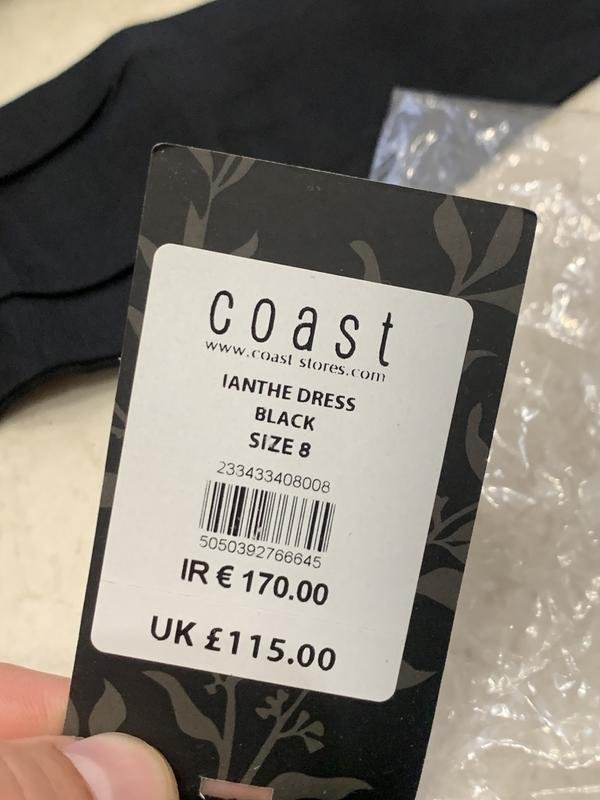 coast
www.coast stores.com
IANTHE DRESS
BLACK
SIZE 8
233433408008
5050392766645
IR € 170.00
UK £115.00